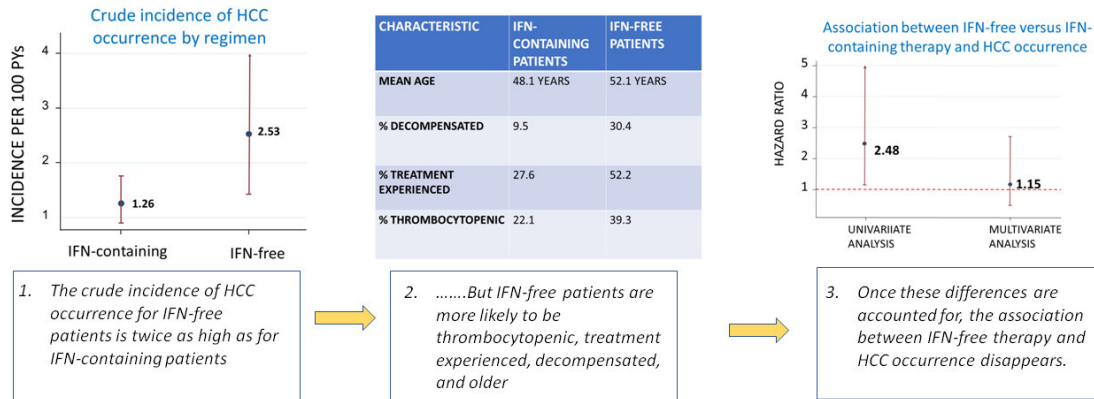 Crude incidence of HCC
occurrence by regimen
INCIDENCE PER 100 PYs
4
3
2
1
2.53
1.26
IFN-containing
IFN-free
CHARACTERISTIC
IFN-
CONTAINING
PATIENTS
IFN-FREE
PATIENTS
MEAN AGE
48.1 YEARS
52.1 YEARS
% DECOMPENSATED
9.5
30.4
% TREATMENT
EXPERIENCED
27.6
52.2
% THROMBOCYTOPENIC
22.1
39.3
Association between IFN-free versus IFN-
containing therapy and HCC occurrence
HAZARD RATIO
5
4
3
2
1
2.48
1.15
UNIVARIIATE
ANALYSIS
MULTIVARIATE
ANALYSIS
1. The crude incidence of HCC
occurrence for IFN-free
patients is twice as high as for
IFN-containing patients
2. …….But IFN-free patients are
more likely to be
thrombocytopenic, treatment
experienced, decompensated,
and older
3. Once these differences are
accounted for, the association
between IFN-free therapy and
HCC occurrence disappears.